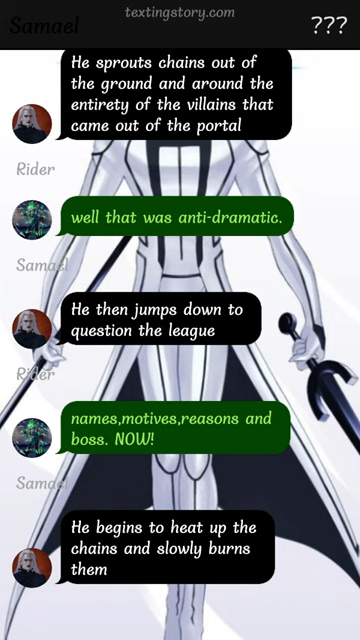 textingstory.com
Samael
???
He sprouts chains out of
the ground and around the
entirety of the villains that
came out of the portal
Rider
well that was anti-dramatic.
Samael
He then jumps down to
question the league
Rider
names,motives,reasons and
boss. NOW!
Samael
He begins to heat up the
chains and slowly burns
them